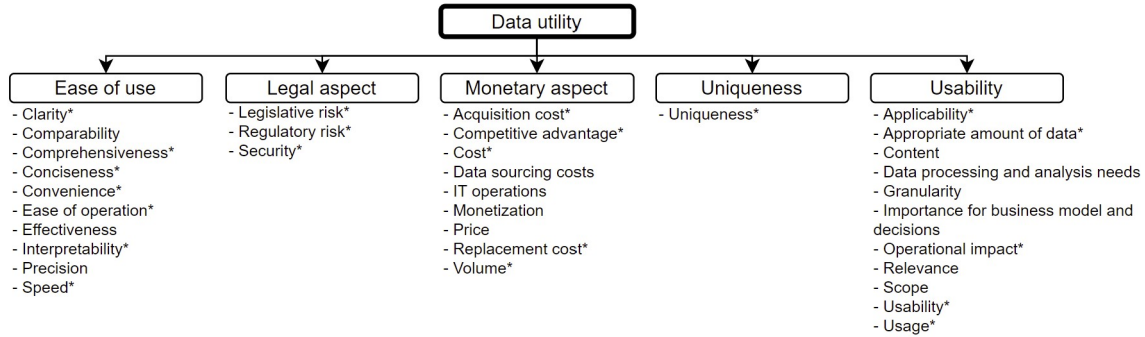 Data utility
Ease of use
- Clarity*
- Comparability
- Comprehensiveness*
- Conciseness*
- Convenience*
- Ease of operation*
- Effectiveness
- Interpretability*
- Precision
- Speed*
Legal aspect
- Legislative risk*
- Regulatory risk*
- Security*
Monetary aspect
- Acquisition cost*
- Competitive advantage*
- Cost*
- Data sourcing costs
- IT operations
- Monetization
- Price
- Replacement cost*
- Volume*
Uniqueness
- Uniqueness*
Usability
- Applicability*
- Appropriate amount of data*
- Content
- Data processing and analysis needs
- Granularity
- Importance for business model and
decisions
- Operational impact*
- Relevance
- Scope
- Usability*
- Usage*